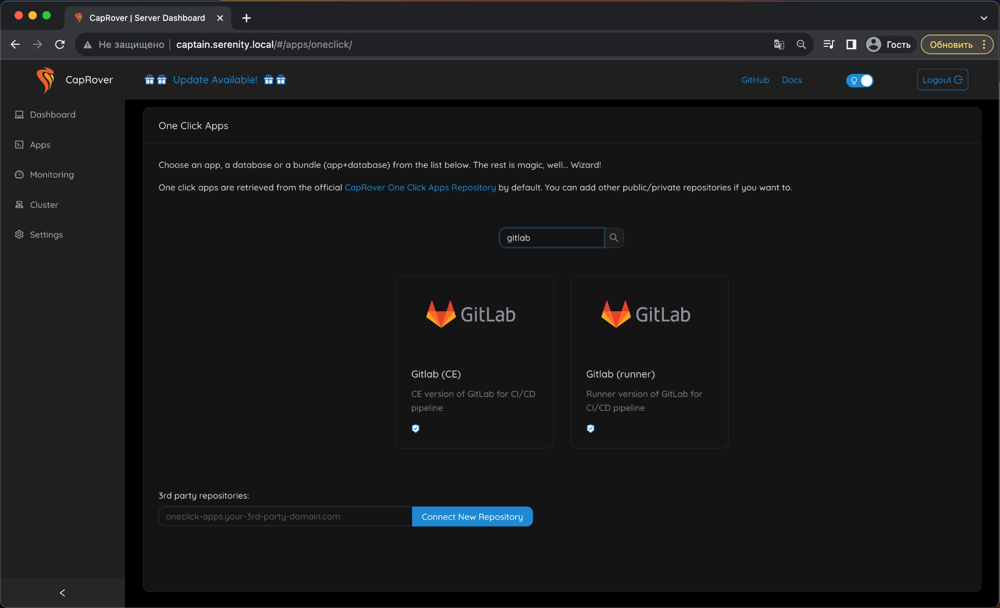 CapRover | Server Dashboard
Не защищено
captain.serenity.local/#/apps/oneclick/
Гость
Обновить
CapRover
Update Available!
GitHub
Docs
Logout
Dashboard
Apps
Monitoring
Cluster
Settings
One Click Apps
Choose an app, a database or a bundle (app+database) from the list below. The rest is magic, well... Wizard!
One click apps are retrieved from the official CapRover One Click Apps Repository by default. You can add other public/private repositories if you want to.
gitlab
GitLab
Gitlab (CE)
CE version of GitLab for CI/CD
pipeline
GitLab
Gitlab (runner)
Runner version of GitLab for
CI/CD pipeline
3rd party repositories:
oneclick-apps.your-3rd-party-domain.com
Connect New Repository